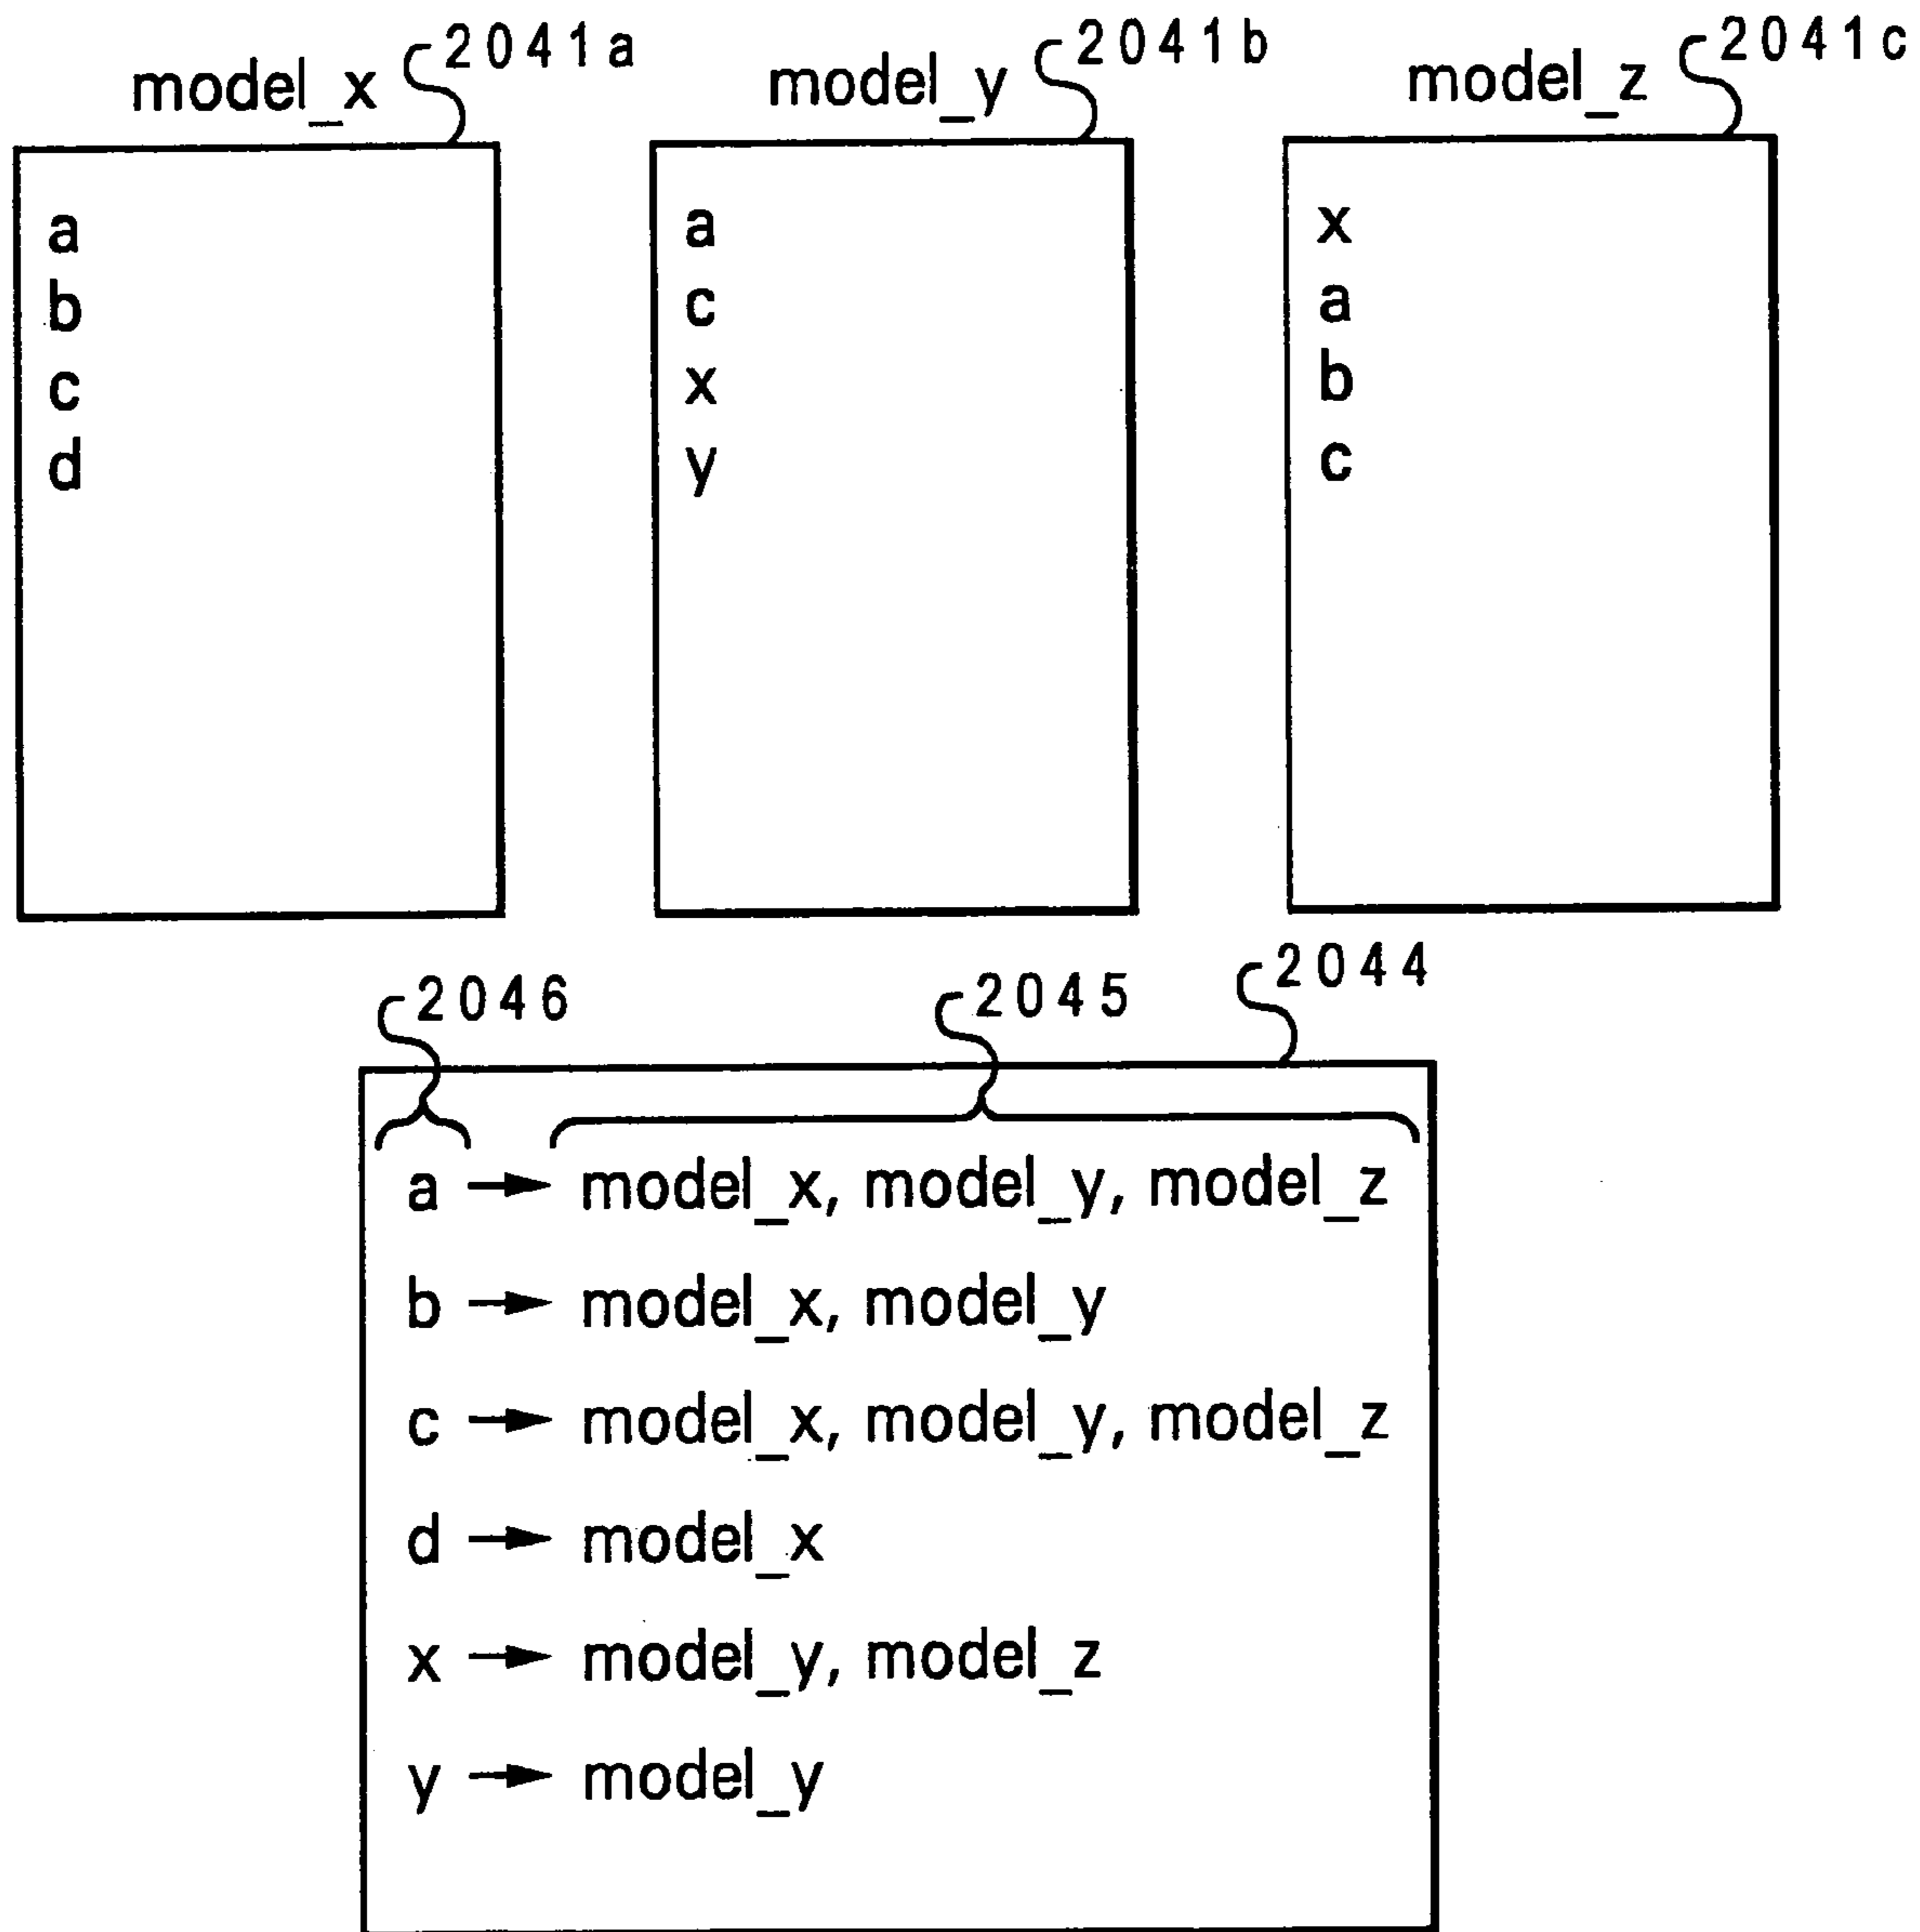 model_x 2041a
a
b
c
d
model_y 2041b
a
c
x
y
model_z 2041c
x
a
b
c
2046 2045 2044
a → model_x, model_y, model_z
b → model_x, model_y
c → model_x, model_y, model_z
d → model_x
x → model_y, model_z
y → model_y